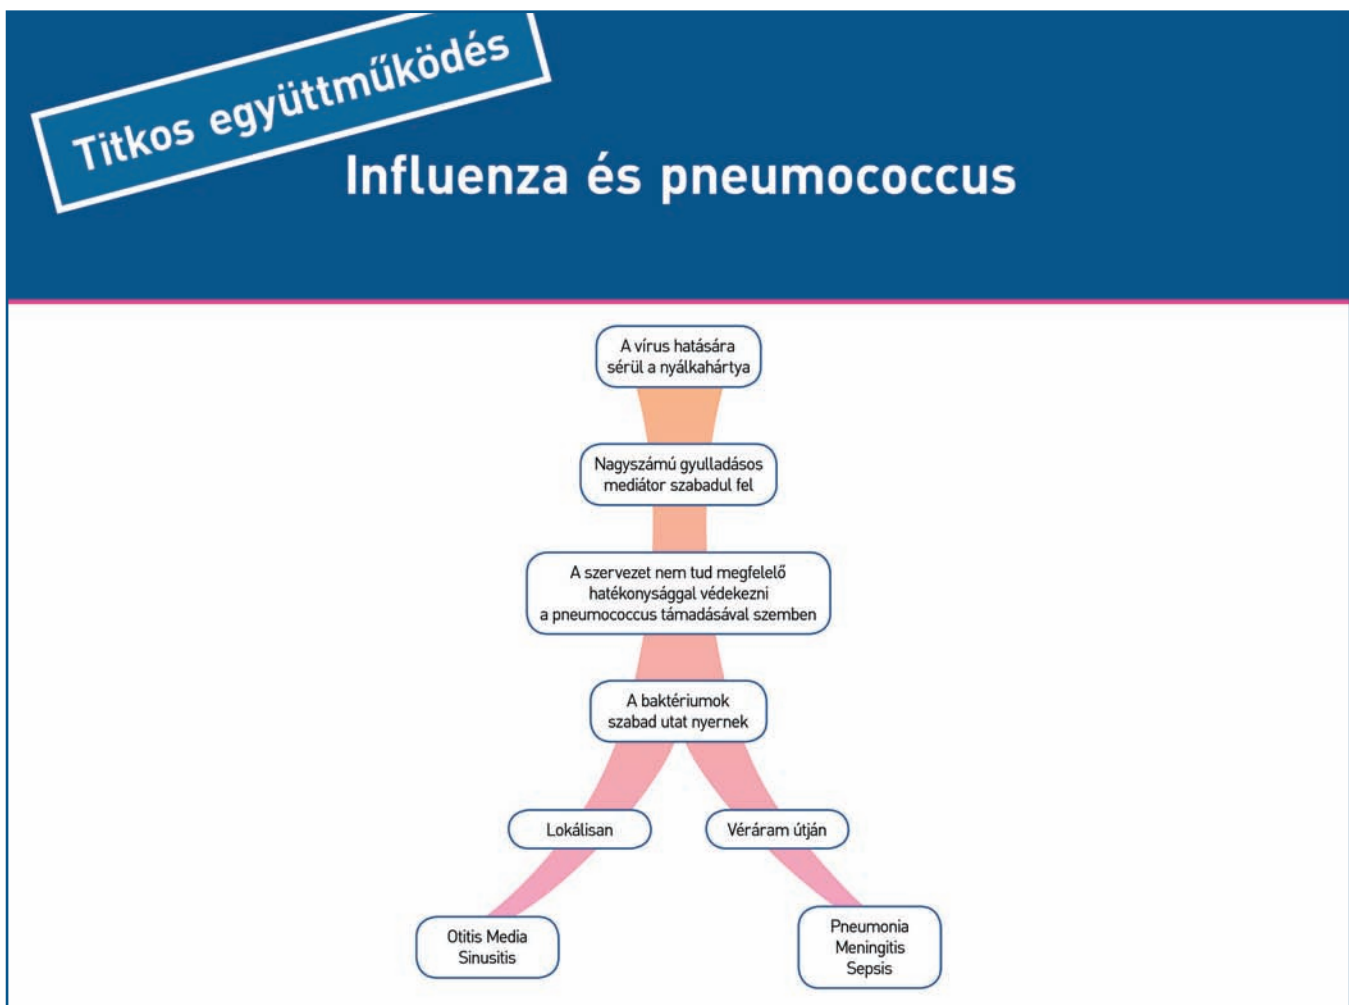 Titkos együttműködés
Influenza és pneumococcus
A vírus hatására
sérül a nyálkahártya
Nagyszámú gyulladásos
mediátor szabadul fel
A szervezet nem tud megfelelő
hatékonysággal védekezni
a pneumococcus támadásával szemben
A baktériumok
szabad utat nyernek
Lokálisan
Véráram útján
Otitis Media
Sinusitis
Pneumonia
Meningitis
Sepsis